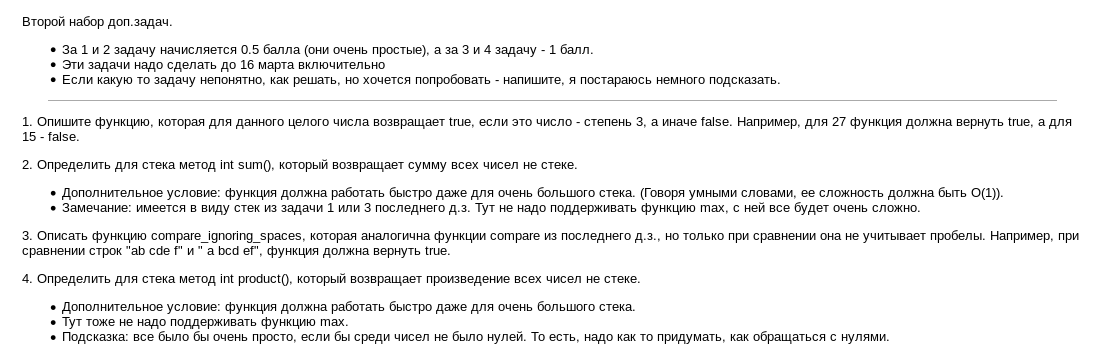 Второй набор доп.задач.
• За 1 и 2 задачу начисляется 0.5 балла (они очень простые), а за 3 и 4 задачу - 1 балл.
• Эти задачи надо сделать до 16 марта включительно
• Если какую то задачу непонятно, как решать, но хочется попробовать - напишите, я постараюсь немного подсказать.
1. Опишите функцию, которая для данного целого числа возвращает true, если это число - степень 3, а иначе false. Например, для 27 функция должна вернуть true, а для
15 - false.
2. Определить для стека метод int sum(), который возвращает сумму всех чисел не стеке.
• Дополнительное условие: функция должна работать быстро даже для очень большого стека. (Говоря умными словами, ее сложность должна быть O(1)).
• Замечание: имеется в виду стек из задачи 1 или 3 последнего д.з. Тут не надо поддерживать функцию max, с ней все будет очень сложно.
3. Описать функцию compare_ignoring_spaces, которая аналогична функции compare из последнего д.з., но только при сравнении она не учитывает пробелы. Например, при
сравнении строк "ab cde f" и " a bcd ef", функция должна вернуть true.
4. Определить для стека метод int product(), который возвращает произведение всех чисел не стеке.
• Дополнительное условие: функция должна работать быстро даже для очень большого стека.
• Тут тоже не надо поддерживать функцию max.
• Подсказка: все было бы очень просто, если бы среди чисел не было нулей. То есть, надо как то придумать, как обращаться с нулями.